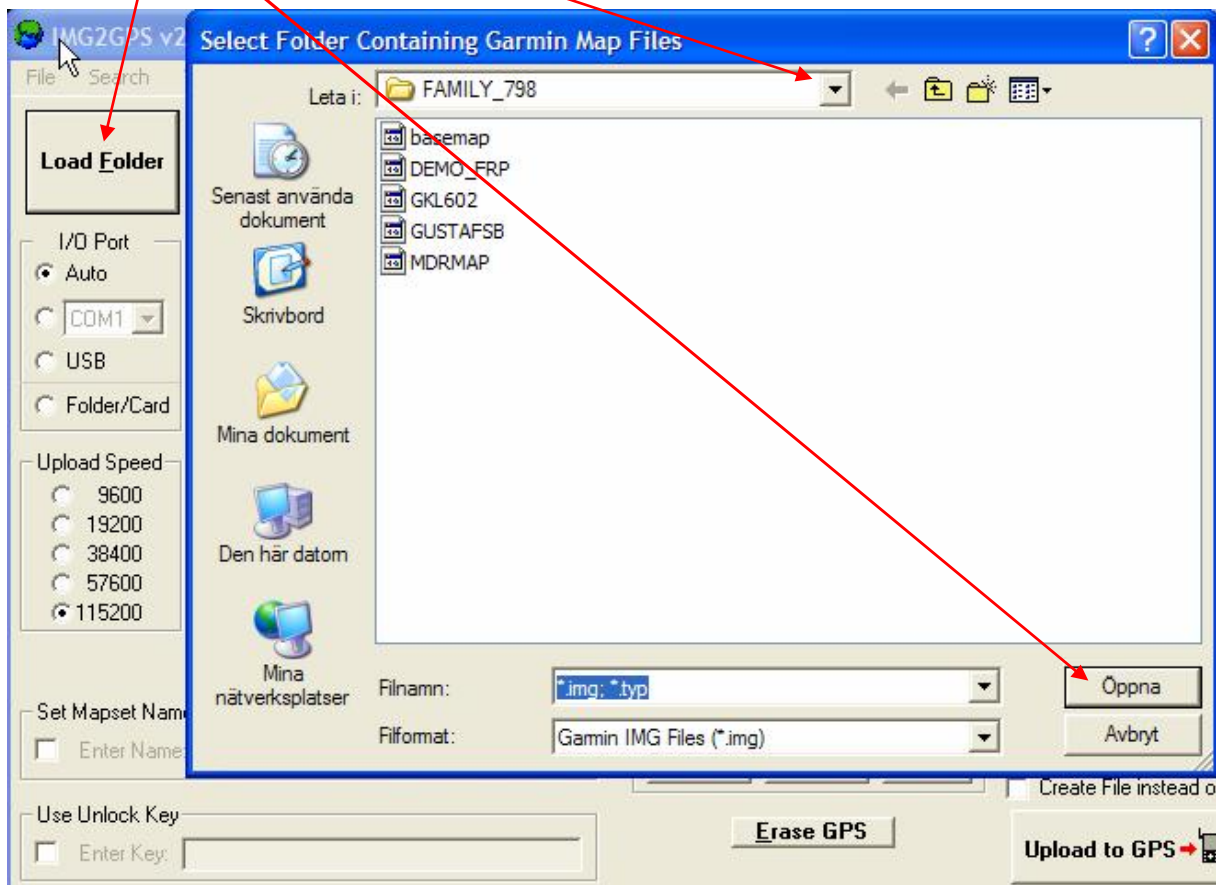 IMG2GPS v2
File Search
Load Folder
I/O Port
Auto
COM1
USB
Folder/Card
Upload Speed
9600
19200
38400
57600
115200
Set Mapset Name
Enter Name:
Use Unlock Key
Enter Key:
Select Folder Containing Garmin Map Files
Leta i:
FAMILY_798
Senast använda
dokument
Skrivbord
Mina dokument
Den här datorn
Mina
nätverksplatser
basemap
DEMO_FRP
GKL602
GUSTAFSB
MDRMAP
Filnamn:
*.img; *.typ
Öppna
Filformat:
Garmin IMG Files (*.img)
Avbryt
Erase GPS
Create File instead o
Upload to GPS